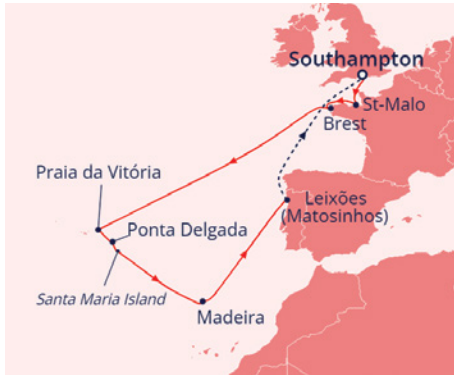 Southampton
St-Malo
Brest
Praia da Vitória
Ponta Delgada
Leixões
(Matosinhos)
Santa Maria Island
Madeira